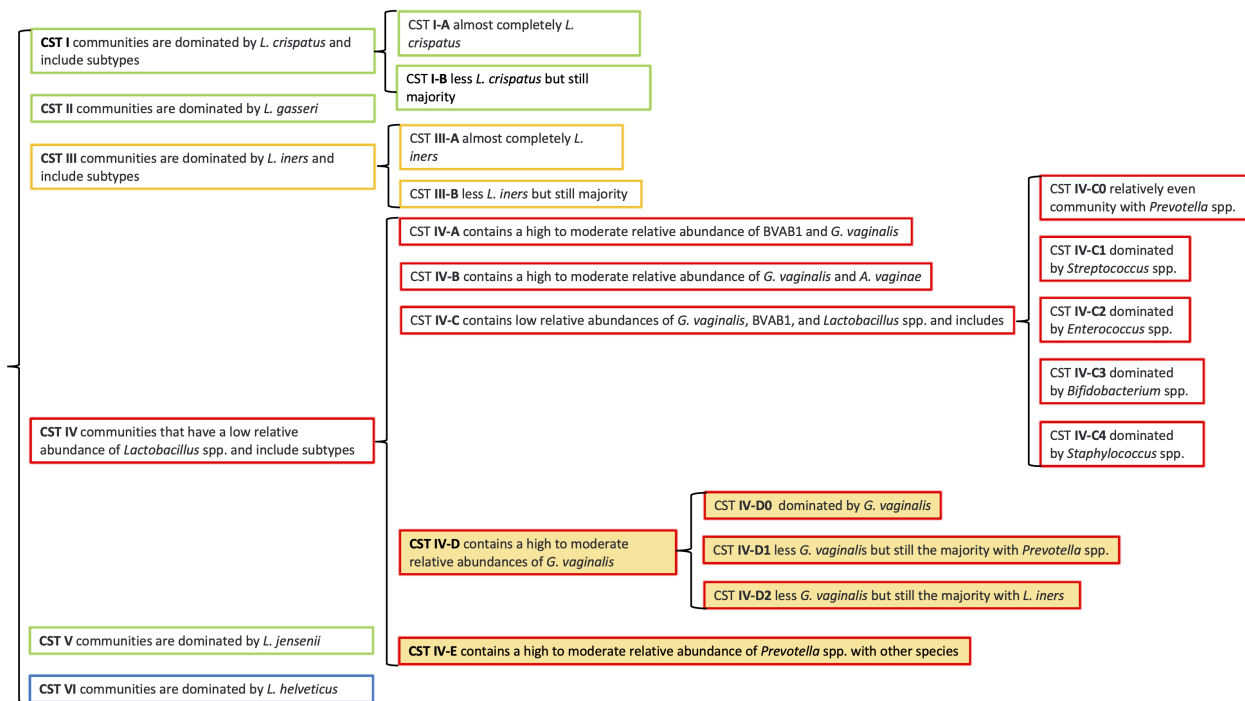 CST I communities are dominated by L. crispatus and
include subtypes
CST I-A almost completely L.
crispatus
CST I-B less L. crispatus but still
majority
CST II communities are dominated by L. gasseri
CST III communities are dominated by L. iners and
include subtypes
CST III-A almost completely L.
iners
CST III-B less L. iners but still majority
CST IV communities that have a low relative
abundance of Lactobacillus spp. and include subtypes
CST IV-A contains a high to moderate relative abundance of BVAB1 and G. vaginalis
CST IV-B contains a high to moderate relative abundance of G. vaginalis and A. vaginae
CST IV-C contains low relative abundances of G. vaginalis, BVAB1, and Lactobacillus spp. and includes
CST IV-C0 relatively even
community with Prevotella spp.
CST IV-C1 dominated
by Streptococcus spp.
CST IV-C2 dominated
by Enterococcus spp.
CST IV-C3 dominated
by Bifidobacterium spp.
CST IV-C4 dominated
by Staphylococcus spp.
CST IV-D contains a high to moderate
relative abundances of G. vaginalis
CST IV-D0 dominated by G. vaginalis
CST IV-D1 less G. vaginalis but still the majority with Prevotella spp.
CST IV-D2 less G. vaginalis but still the majority with L. iners
CST IV-E contains a high to moderate relative abundance of Prevotella spp. with other species
CST V communities are dominated by L. jensenii
CST VI communities are dominated by L. helveticus